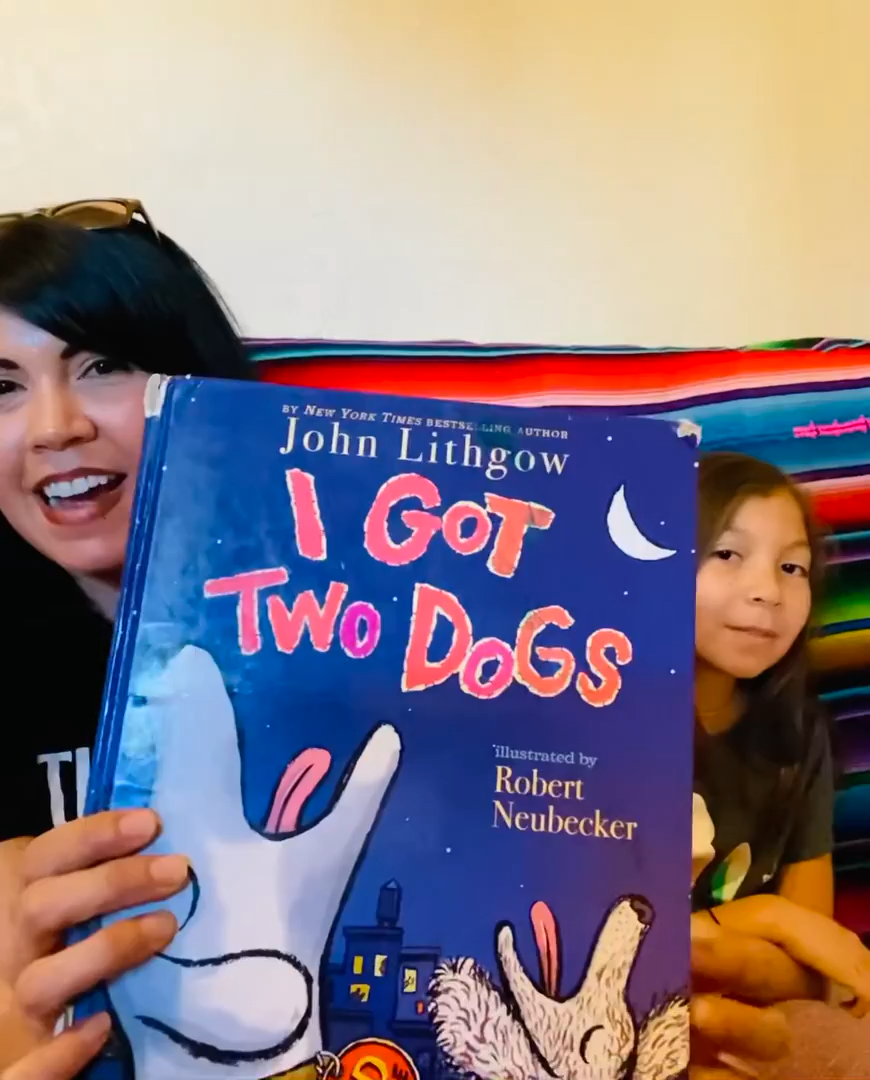 BY NEW YORK TIMES BESTSELLING AUTHOR
John Lithgow
I GOT
TWO DOGS
illustrated by
Robert
Neubecker